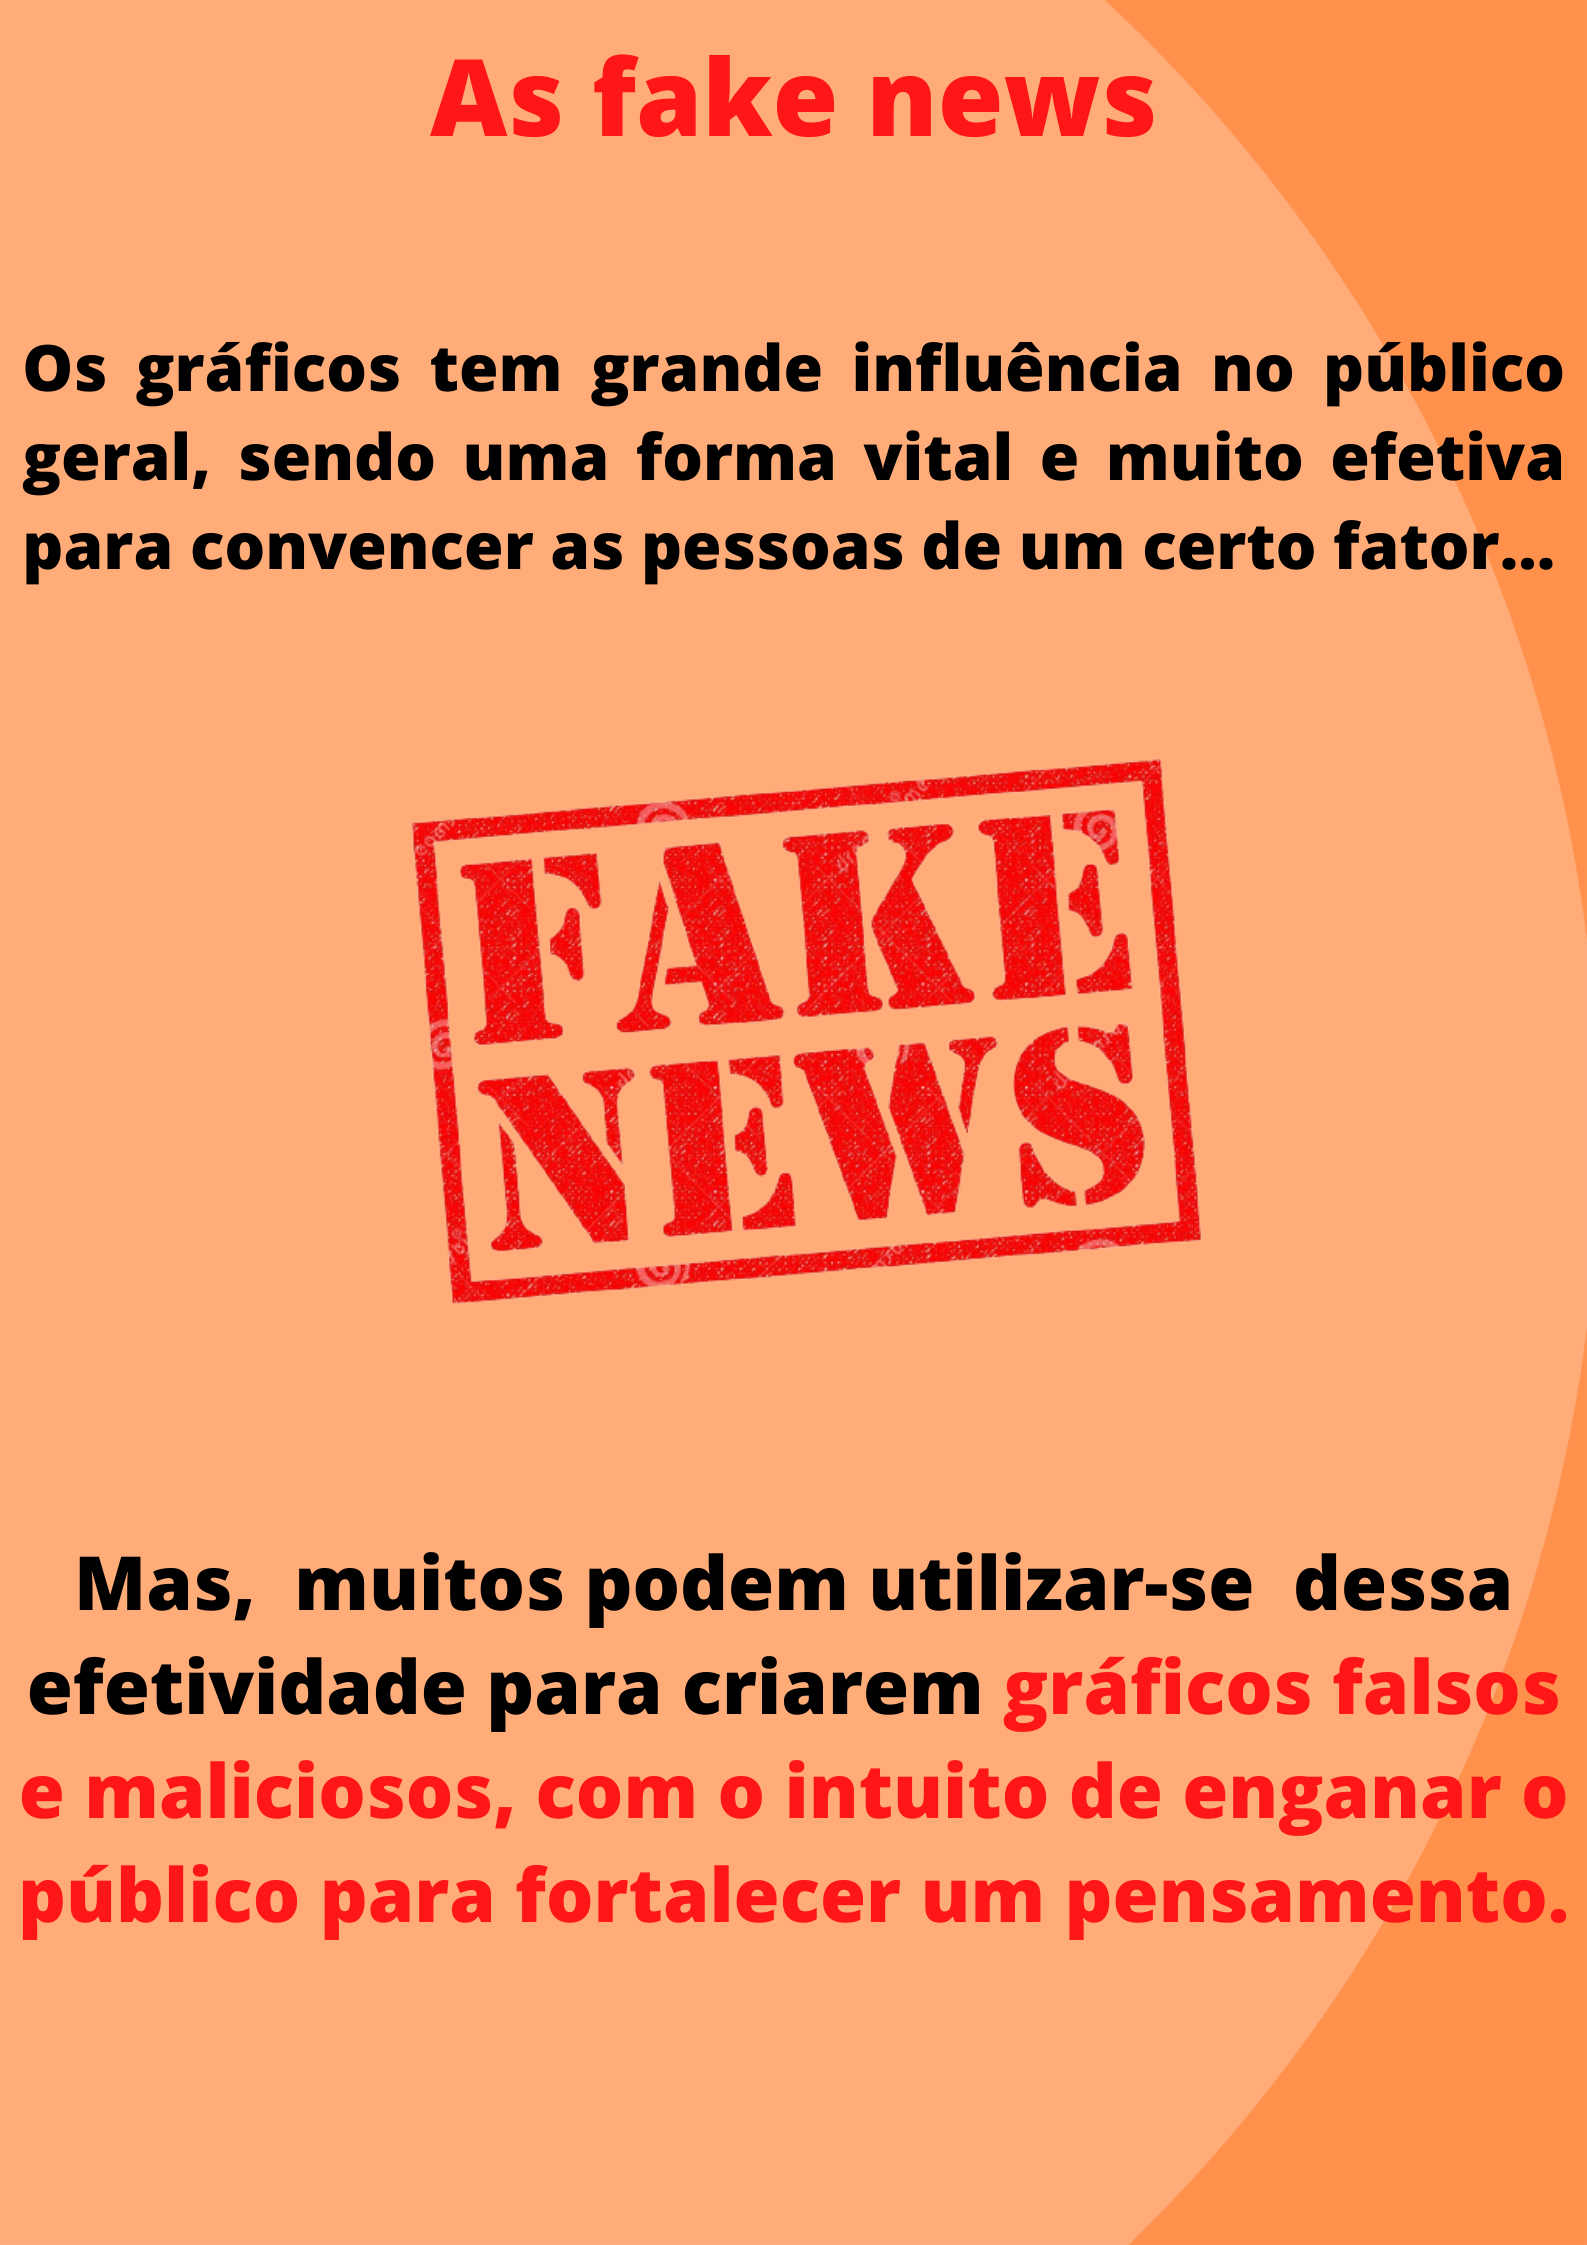 As fake news
Os gráficos tem grande influência no público
geral, sendo uma forma vital e muito efetiva
para convencer as pessoas de um certo fator...
FAKE
NEWS
Mas, muitos podem utilizar-se dessa
efetividade para criarem gráficos falsos
e maliciosos, com o intuito de enganar o
público para fortalecer um pensamento.